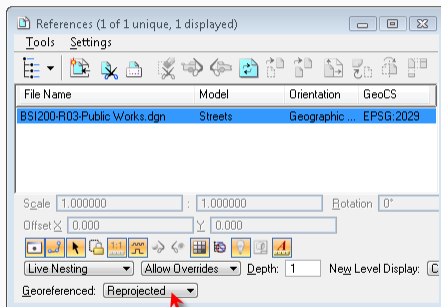 References (1 of 1 unique, 1 displayed)
Tools Settings
File Name Model Orientation GeoCS
BSI200-R03-Public Works.dgn Streets Geographic ... EPSG:2029
Scale 1.000000 : 1.000000 Rotation 0°
Offset X 0.000 Y 0.000
1:1 A
Live Nesting Allow Overrides Depth: 1 New Level Display: C
Georeferenced: Reprojected